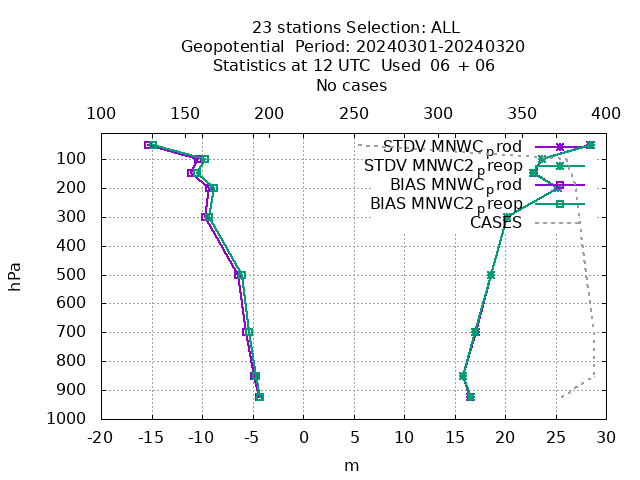 23 stations Selection: ALL
Geopotential  Period: 20240301-20240320
Statistics at 12 UTC  Used  06 + 06
No cases
100 150 200 250 300 350 400
STDV MNWC_prod
STDV MNWC2_preop
BIAS MNWC_prod
BIAS MNWC2_preop
CASES
hPa
100
200
300
400
500
600
700
800
900
1000
-20 -15 -10 -5 0 5 10 15 20 25 30
m